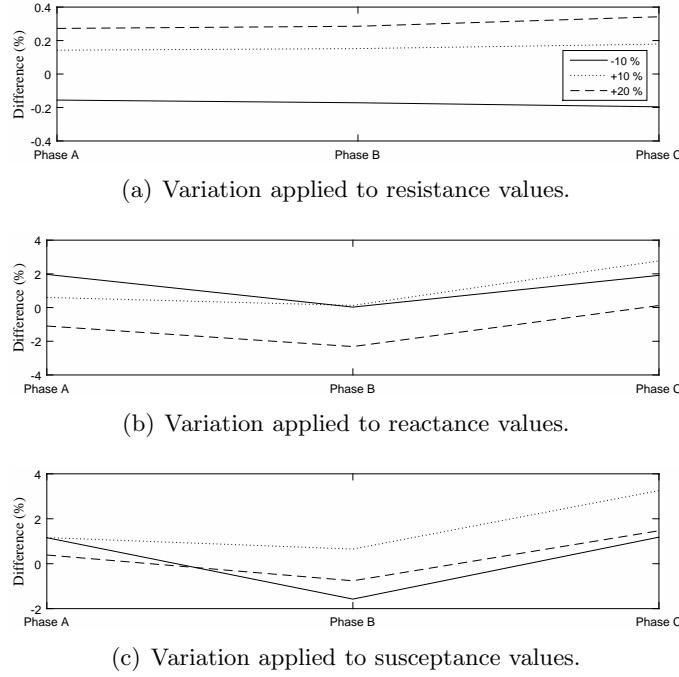 0.4
0.2
0
-0.2
-0.4
Difference (%)
-10 %
+10 %
+20 %
Phase A
Phase B
Phase C
(a) Variation applied to resistance values.
4
2
0
-2
-4
Difference (%)
Phase A
Phase B
Phase C
(b) Variation applied to reactance values.
4
2
0
-2
Difference (%)
Phase A
Phase B
Phase C
(c) Variation applied to susceptance values.